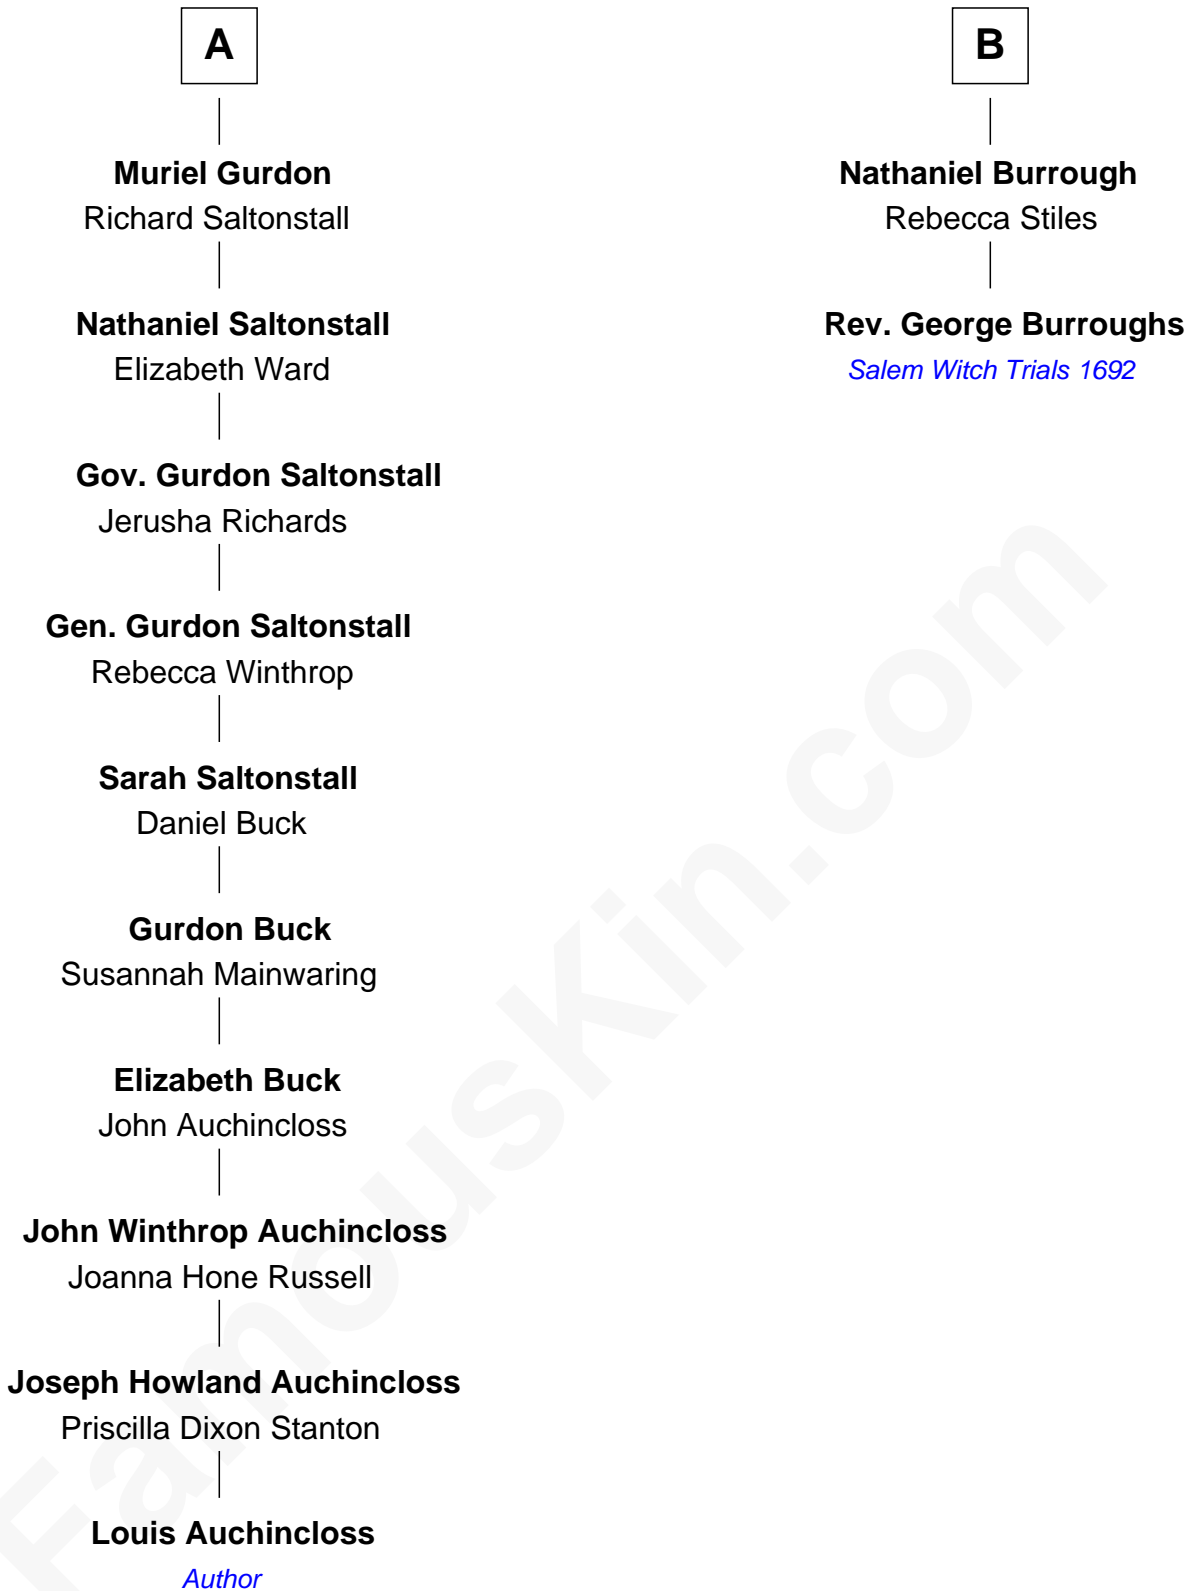 A
Muriel Gurdon
Richard Saltonstall
Nathaniel Saltonstall
Elizabeth Ward
Gov. Gurdon Saltonstall
Jerusha Richards
Gen. Gurdon Saltonstall
Rebecca Winthrop
Sarah Saltonstall
Daniel Buck
Gurdon Buck
Susannah Mainwaring
Elizabeth Buck
John Auchincloss
John Winthrop Auchincloss
Joanna Hone Russell
Joseph Howland Auchincloss
Priscilla Dixon Stanton
Louis Auchincloss
Author
B
Nathaniel Burrough
Rebecca Stiles
Rev. George Burroughs
Salem Witch Trials 1692
FamousKin.com